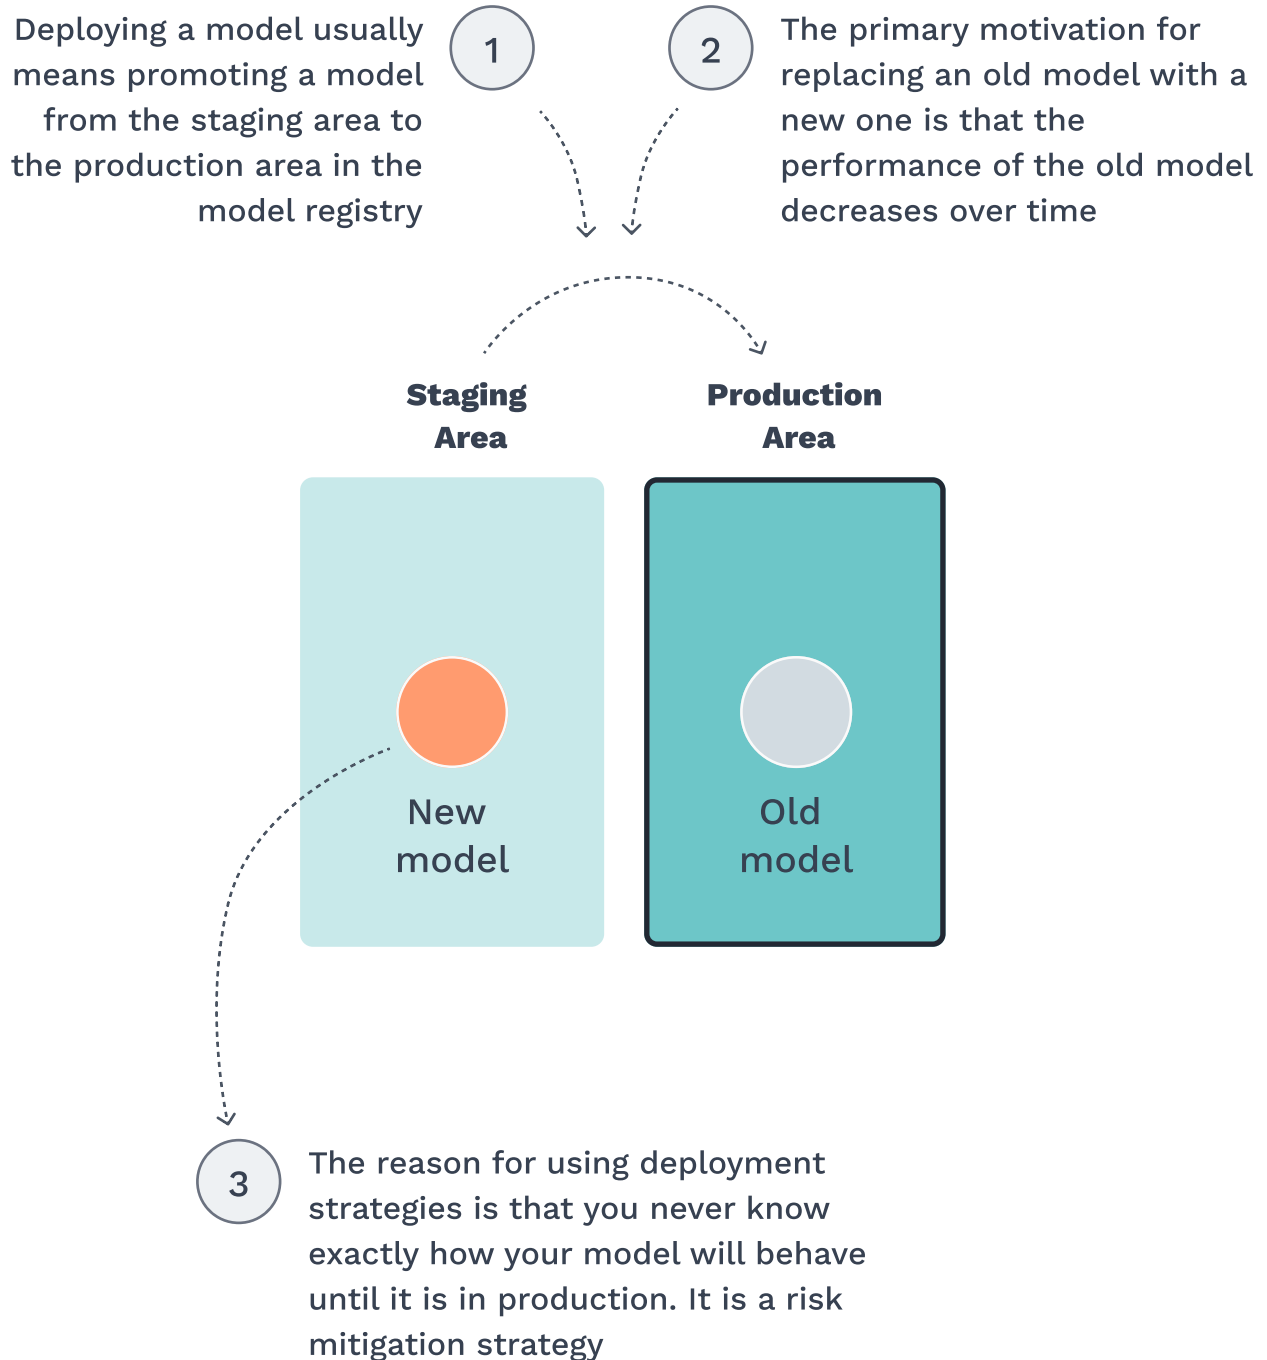 Deploying a model usually
means promoting a model
from the staging area to
the production area in the
model registry
1
2
The primary motivation for
replacing an old model with a
new one is that the
performance of the old model
decreases over time
Staging
Area
Production
Area
New
model
Old
model
3
The reason for using deployment
strategies is that you never know
exactly how your model will behave
until it is in production. It is a risk
mitigation strategy